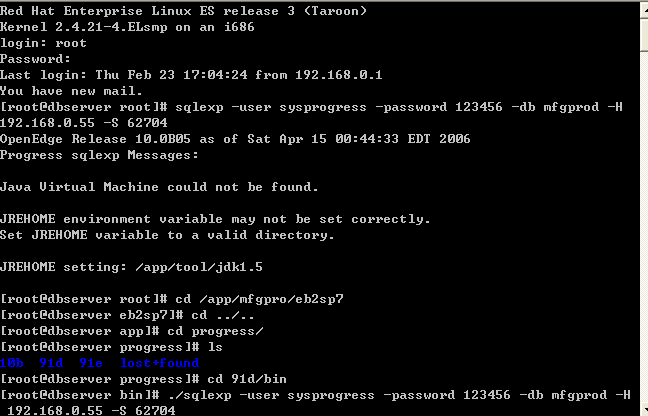 Red Hat Enterprise Linux ES release 3 (Taroon)
Kernel 2.4.21-4.ELsmp on an i686
login: root
Password:
Last login: Thu Feb 23 17:04:24 from 192.168.0.1
You have new mail.
[root@dbserver root]# sqlexp -user sysprogress -password 123456 -db mfgprod -H
192.168.0.55 -S 62704
OpenEdge Release 10.0B05 as of Sat Apr 15 00:44:33 EDT 2006
Progress sqlexp Messages:
Java Virtual Machine could not be found.
JREHOME environment variable may not be set correctly.
Set JREHOME variable to a valid directory.
JREHOME setting: /app/tool/jdk1.5
[root@dbserver root]# cd /app/mfgpro/eb2sp7
[root@dbserver eb2sp7]# cd ../..
[root@dbserver app]# cd progress/
[root@dbserver progress]# ls
10b  91d  91e  lost+found
[root@dbserver progress]# cd 91d/bin
[root@dbserver bin]# ./sqlexp -user sysprogress -password 123456 -db mfgprod -H
 192.168.0.55 -S 62704